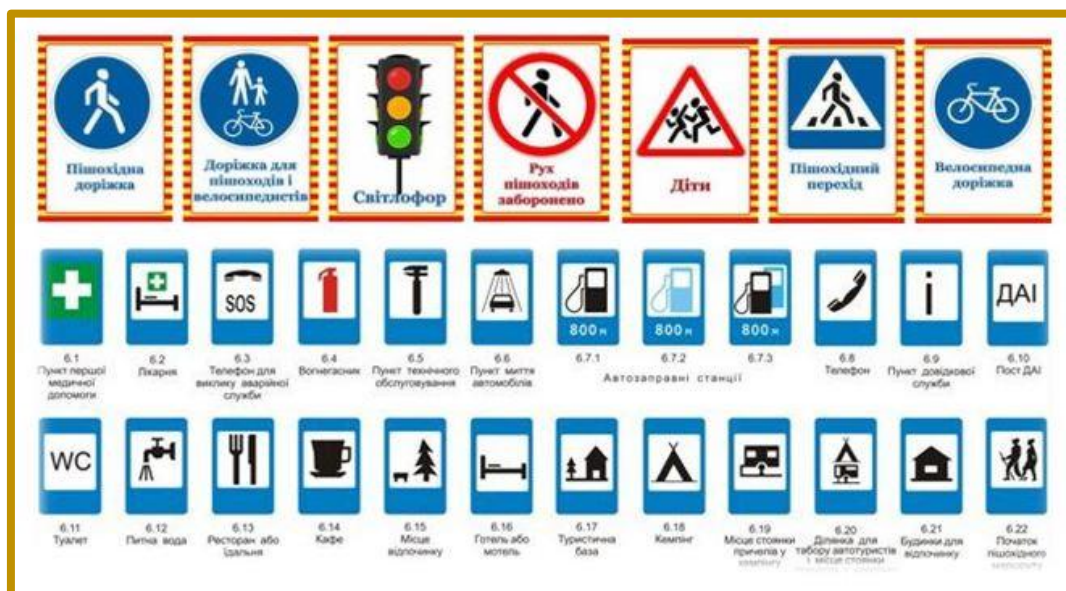 Пішохідна
доріжка
Доріжка для
пішоходів і
велосипедистів
Світлофор
Рух
пішоходів
заборонено
Діти
Пішохідний
перехід
Велосипедна
доріжка
SOS
800 м
800 м
800 м
i
ДАІ
6.1
Пункт першої
медичної
допомоги
6.2
Лікарня
6.3
Телефон для
виклику аварійної
служби
6.4
Вогнегасник
6.5
Пункт технічного
обслуговування
6.6
Пункт миття
автомобілів
6.7.1
6.7.2
6.7.3
Автозаправні станції
6.8
Телефон
6.9
Пункт довідкової
служби
6.10
Пост ДАІ
WC
6.11
Туалет
6.12
Питна вода
6.13
Ресторан або
їдальня
6.14
Кафе
6.15
Місце
відпочинку
6.16
Готель або
мотель
6.17
Туристична
база
6.18
Кемпінг
6.19
Місце стоянки
причепів у
кемпінгу
6.20
Ділянка для
табору автотуристів
і місце стоянки
6.21
Будинки для
відпочинку
6.22
Початок
пішохідного
маршруту